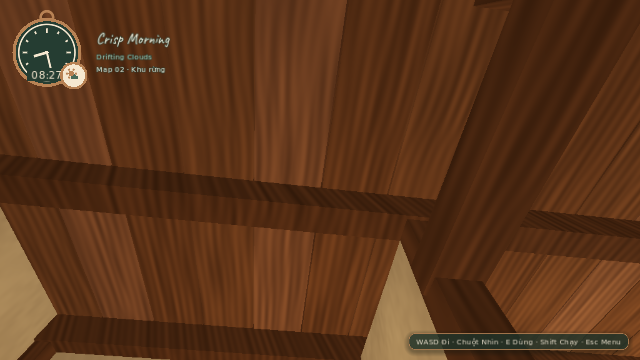 08:27
Crisp Morning
Drifting Clouds
Map 02 · Khu rừng
WASD Đi · Chuột Nhìn · E Dùng · Shift Chạy · Esc Menu